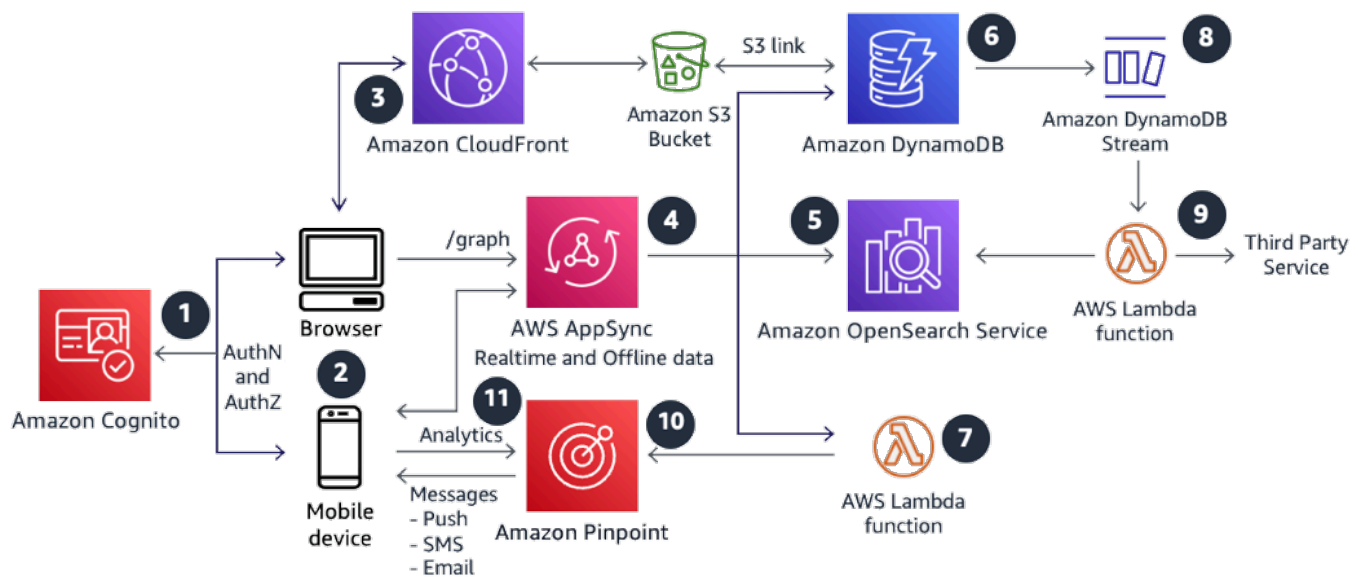 3
Amazon CloudFront
Amazon S3
Bucket
S3 link
6
Amazon DynamoDB
8
Amazon DynamoDB
Stream
/graph
4
5
9
Third Party
Service
Browser
AWS AppSync
Realtime and Offline data
Amazon OpenSearch Service
AWS Lambda
function
1
AuthN
and
AuthZ
Amazon Cognito
2
Mobile
device
11
Analytics
Messages
- Push
- SMS
- Email
10
Amazon Pinpoint
7
AWS Lambda
function